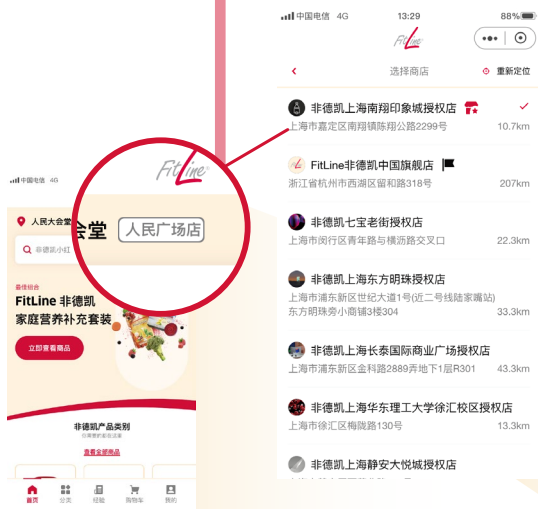 中国电信 4G
FitLine
人民大会堂
会堂 人民广场店
非德凯小红
最佳组合
FitLine 非德凯
家庭营养补充套装
立即查看商品
非德凯产品类别
查看全部商品
首页 分类 经验 购物车 我的
中国电信 4G 13:29 88%
FitLine
选择商店 重新定位
非德凯上海南翔印象城授权店
上海市嘉定区南翔镇陈翔公路2299号 10.7km
FitLine非德凯中国旗舰店
浙江省杭州市西湖区留和路318号 207km
非德凯七宝老街授权店
上海市闵行区青年路与横沥路交叉口 22.3km
非德凯上海东方明珠授权店
上海市浦东新区世纪大道1号(近二号线陆家嘴站)
东方明珠旁小商铺3楼304 33.3km
非德凯上海长泰国际商业广场授权店
上海市浦东新区金科路2889弄地下1层R301 43.3km
非德凯上海华东理工大学徐汇校区授权店
上海市徐汇区梅陇路130号 13.3km
非德凯上海静安大悦城授权店